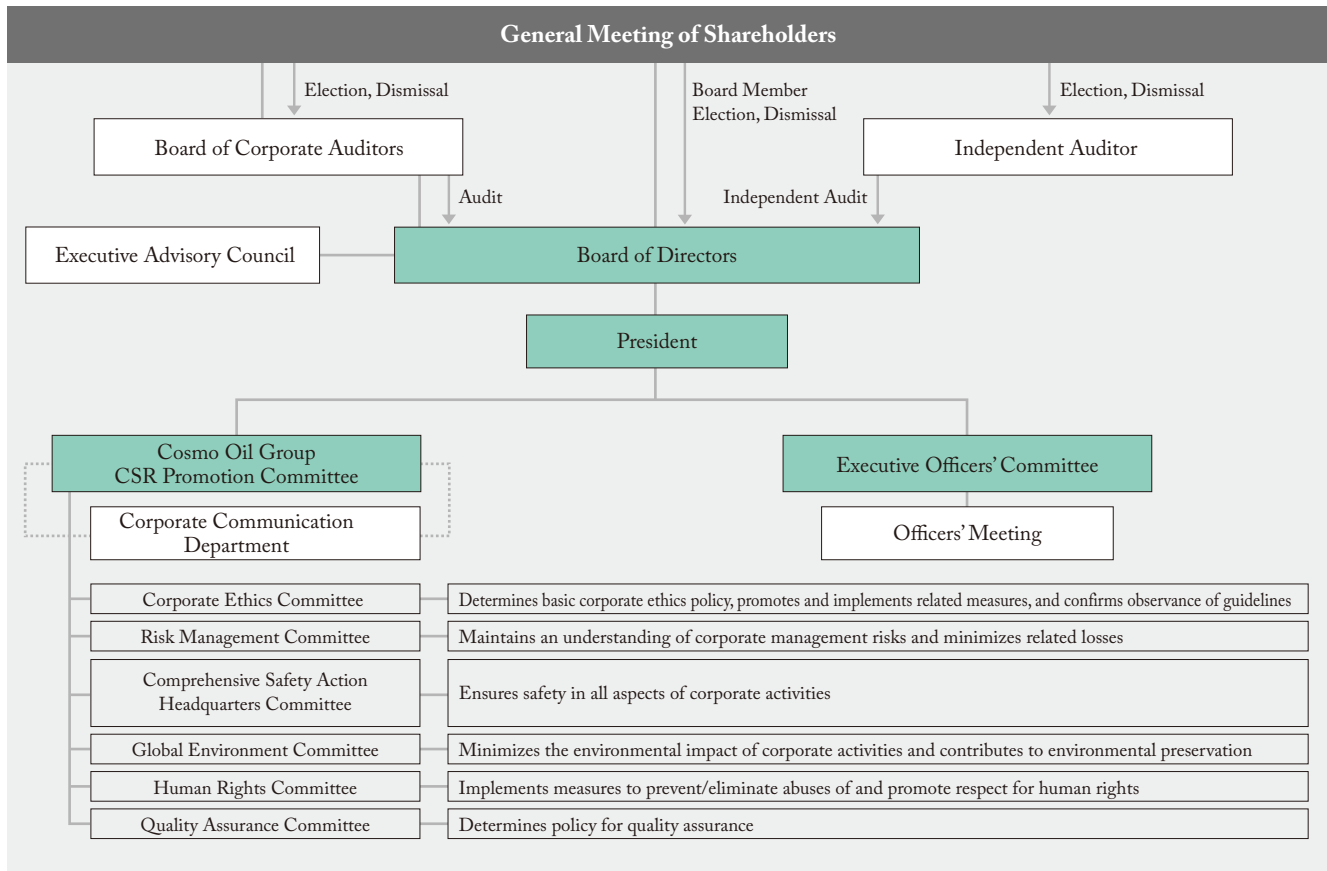 General Meeting of Shareholders
Election, Dismissal
Board Member
Election, Dismissal
Election, Dismissal
Board of Corporate Auditors
Independent Auditor
Audit
Independent Audit
Executive Advisory Council
Board of Directors
President
Cosmo Oil Group
CSR Promotion Committee
Executive Officers' Committee
Corporate Communication
Department
Officers' Meeting
Corporate Ethics Committee
Determines basic corporate ethics policy, promotes and implements related measures, and confirms observance of guidelines
Risk Management Committee
Maintains an understanding of corporate management risks and minimizes related losses
Comprehensive Safety Action
Headquarters Committee
Ensures safety in all aspects of corporate activities
Global Environment Committee
Minimizes the environmental impact of corporate activities and contributes to environmental preservation
Human Rights Committee
Implements measures to prevent/eliminate abuses of and promote respect for human rights
Quality Assurance Committee
Determines policy for quality assurance